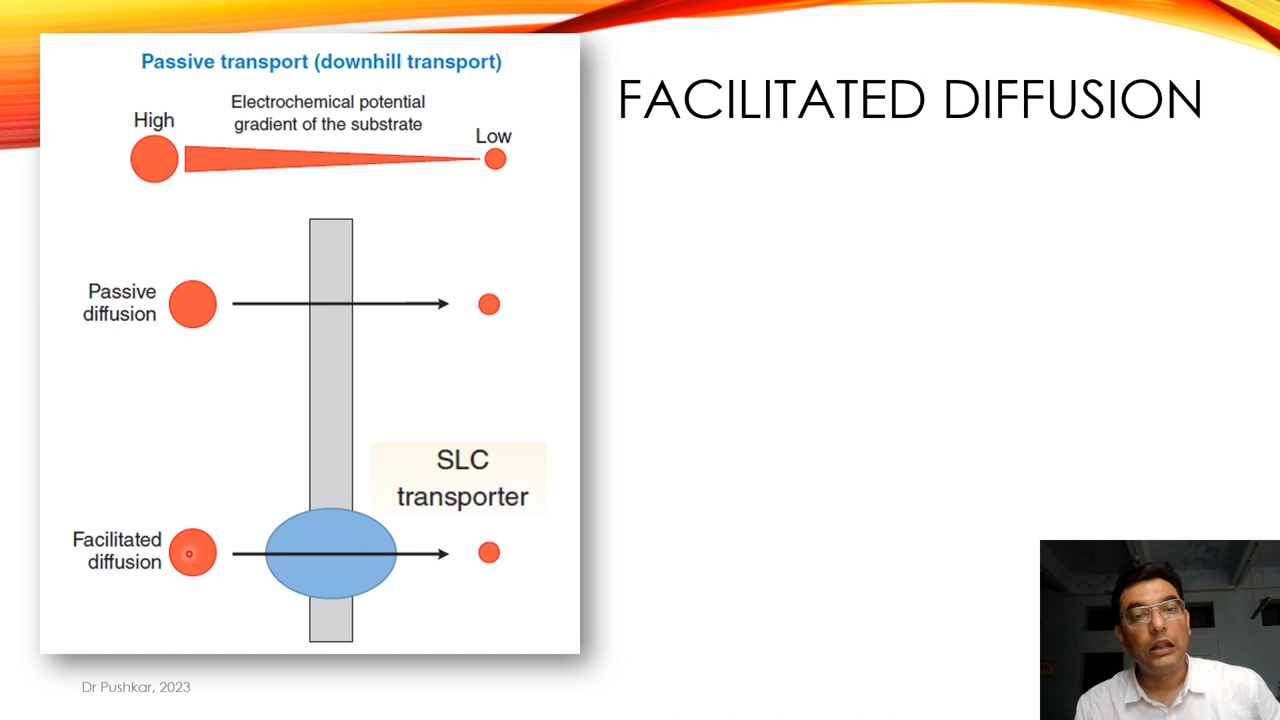 Passive transport (downhill transport)
Electrochemical potential
gradient of the substrate
High
Low
Passive
diffusion
SLC
transporter
Facilitated
diffusion
FACILITATED DIFFUSION
Dr Pushkar, 2023